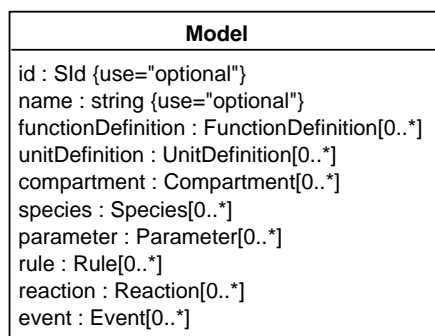 Model
id : SId {use="optional"}
name : string {use="optional"}
functionDefinition : FunctionDefinition[0..*]
unitDefinition : UnitDefinition[0..*]
compartment : Compartment[0..*]
species : Species[0..*]
parameter : Parameter[0..*]
rule : Rule[0..*]
reaction : Reaction[0..*]
event : Event[0..*]